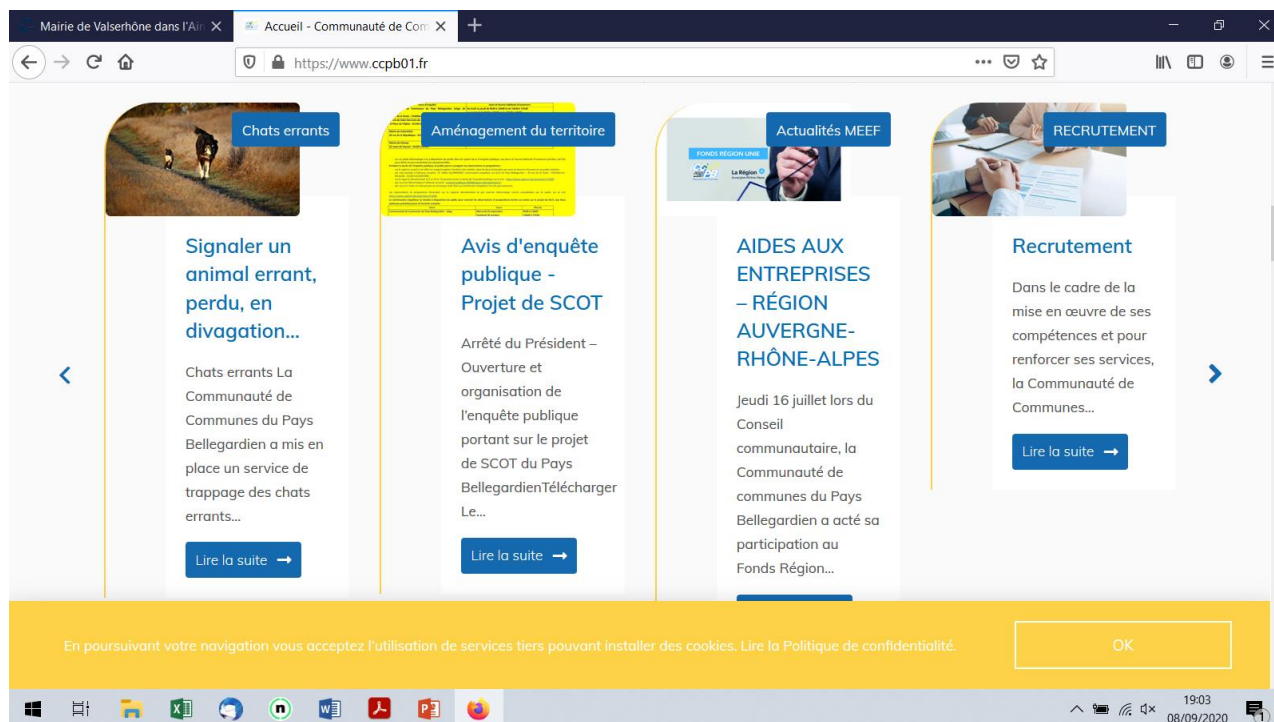 Mairie de Valserhône dans l'Ain
Accueil - Communauté de Com
https://www.ccpb01.fr
Chats errants
Signaler un
animal errant,
perdu, en
divagation...
Chats errants La
Communauté de
Communes du Pays
Bellegardien a mis en
place un service de
trappage des chats
errants...
Lire la suite
Aménagement du territoire
Avis d'enquête
publique -
Projet de SCOT
Arrêté du Président –
Ouverture et
organisation de
l'enquête publique
portant sur le projet
de SCOT du Pays
BellegardienTélécharger
Le...
Lire la suite
Actualités MEEF
FONDS RÉGION UNIE
La Région
Auvergne-Rhône-Alpes
AIDES AUX
ENTREPRISES
– RÉGION
AUVERGNE-
RHÔNE-ALPES
Jeudi 16 juillet lors du
Conseil
communautaire, la
Communauté de
communes du Pays
Bellegardien a acté sa
participation au
Fonds Région...
RECRUTEMENT
Recrutement
Dans le cadre de la
mise en œuvre de ses
compétences et pour
renforcer ses services,
la Communauté de
Communes...
Lire la suite
En poursuivant votre navigation vous acceptez l'utilisation de services tiers pouvant installer des cookies. Lire la Politique de confidentialité.
OK
19:03
08/09/2020
1